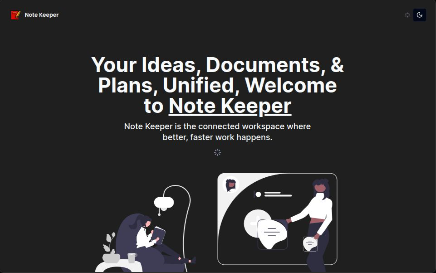 Note Keeper
Your Ideas, Documents, &
Plans, Unified, Welcome
to Note Keeper
Note Keeper is the connected workspace where
better, faster work happens.